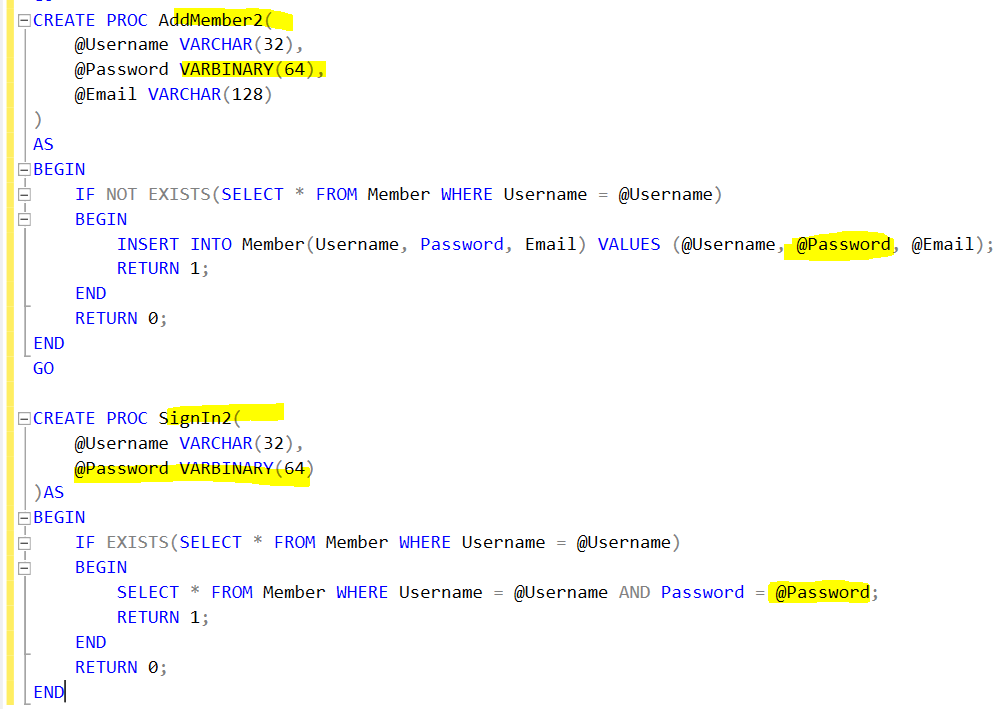 CREATE PROC AddMember2(
    @Username VARCHAR(32),
    @Password VARBINARY(64),
    @Email VARCHAR(128)
)
AS
BEGIN
    IF NOT EXISTS(SELECT * FROM Member WHERE Username = @Username)
    BEGIN
        INSERT INTO Member(Username, Password, Email) VALUES (@Username, @Password, @Email);
        RETURN 1;
    END
    RETURN 0;
END
GO

CREATE PROC SignIn2(
    @Username VARCHAR(32),
    @Password VARBINARY(64)
)AS
BEGIN
    IF EXISTS(SELECT * FROM Member WHERE Username = @Username)
    BEGIN
        SELECT * FROM Member WHERE Username = @Username AND Password = @Password;
        RETURN 1;
    END
    RETURN 0;
END